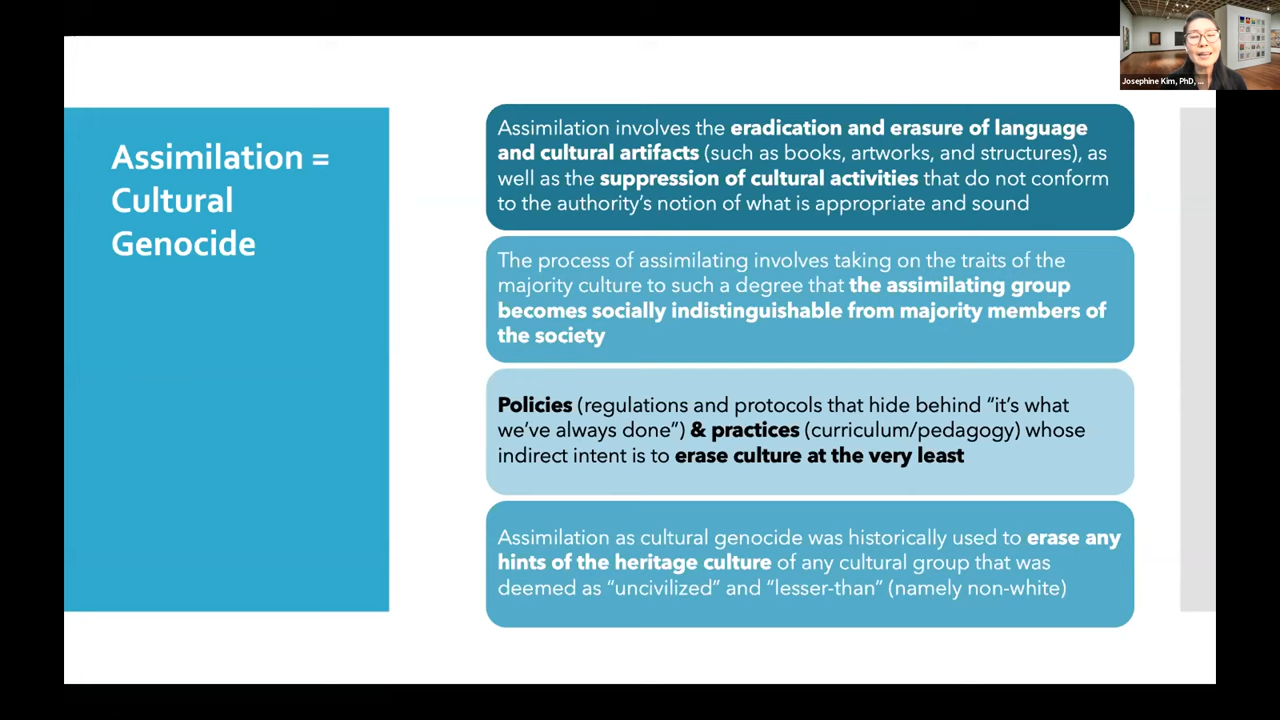 Josephine Kim, PhD, ...
Assimilation =
Cultural
Genocide
Assimilation involves the eradication and erasure of language
and cultural artifacts (such as books, artworks, and structures), as
well as the suppression of cultural activities that do not conform
to the authority's notion of what is appropriate and sound
The process of assimilating involves taking on the traits of the
majority culture to such a degree that the assimilating group
becomes socially indistinguishable from majority members of
the society
Policies (regulations and protocols that hide behind “it's what
we've always done”) & practices (curriculum/pedagogy) whose
indirect intent is to erase culture at the very least
Assimilation as cultural genocide was historically used to erase any
hints of the heritage culture of any cultural group that was
deemed as “uncivilized” and “lesser-than” (namely non-white)